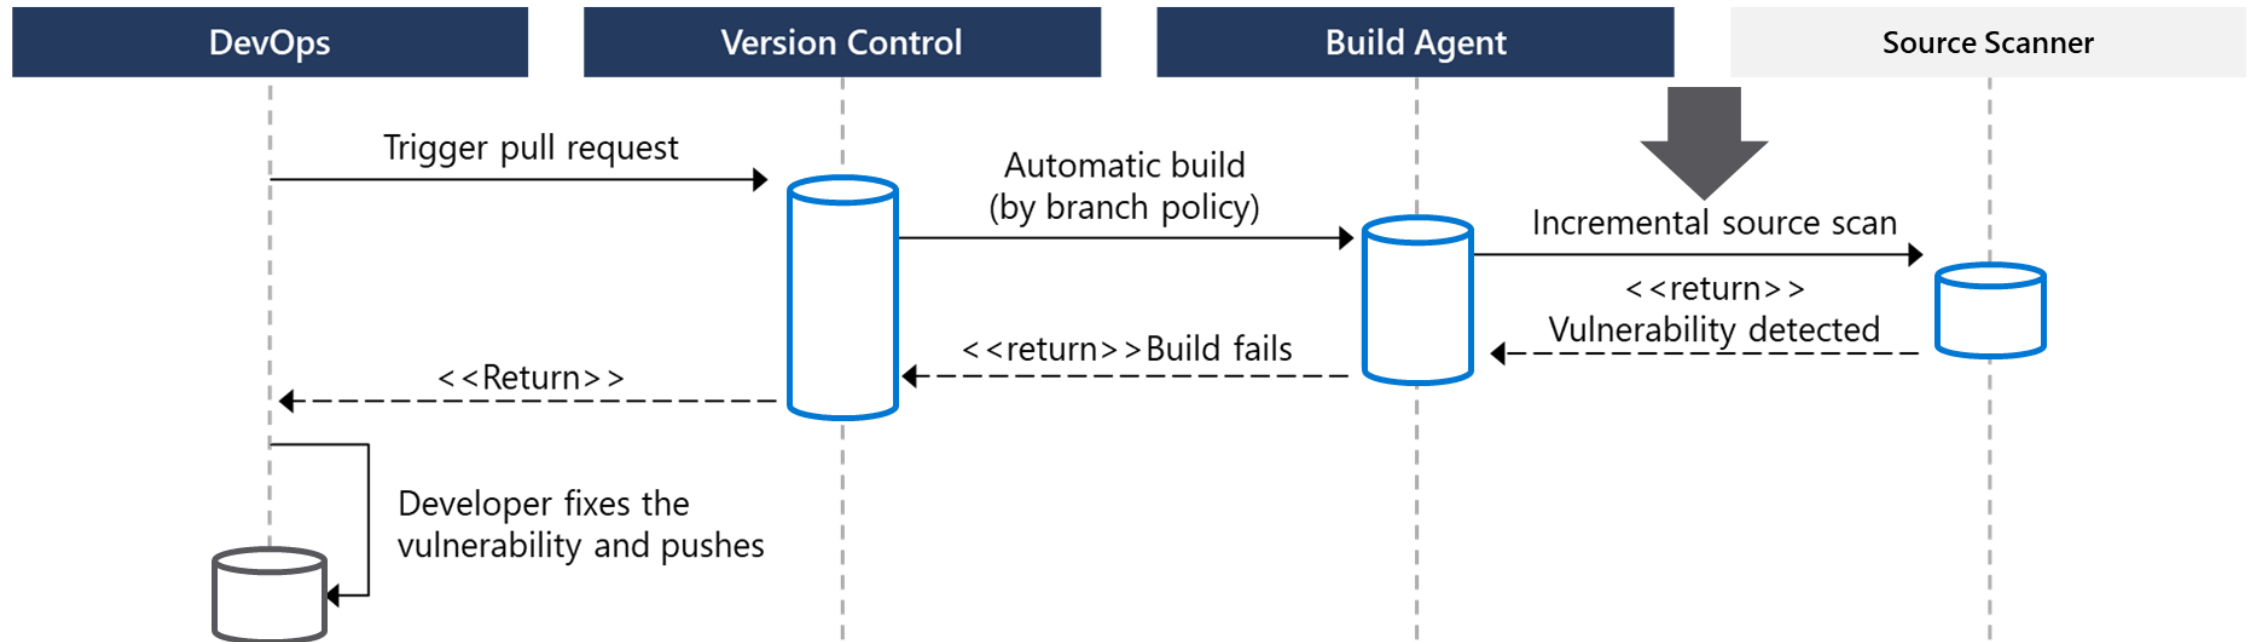 DevOps
Version Control
Build Agent
Source Scanner
Trigger pull request
Automatic build
(by branch policy)
Incremental source scan
<<return>>
Vulnerability detected
<<return>>Build fails
<<Return>>
Developer fixes the
vulnerability and pushes